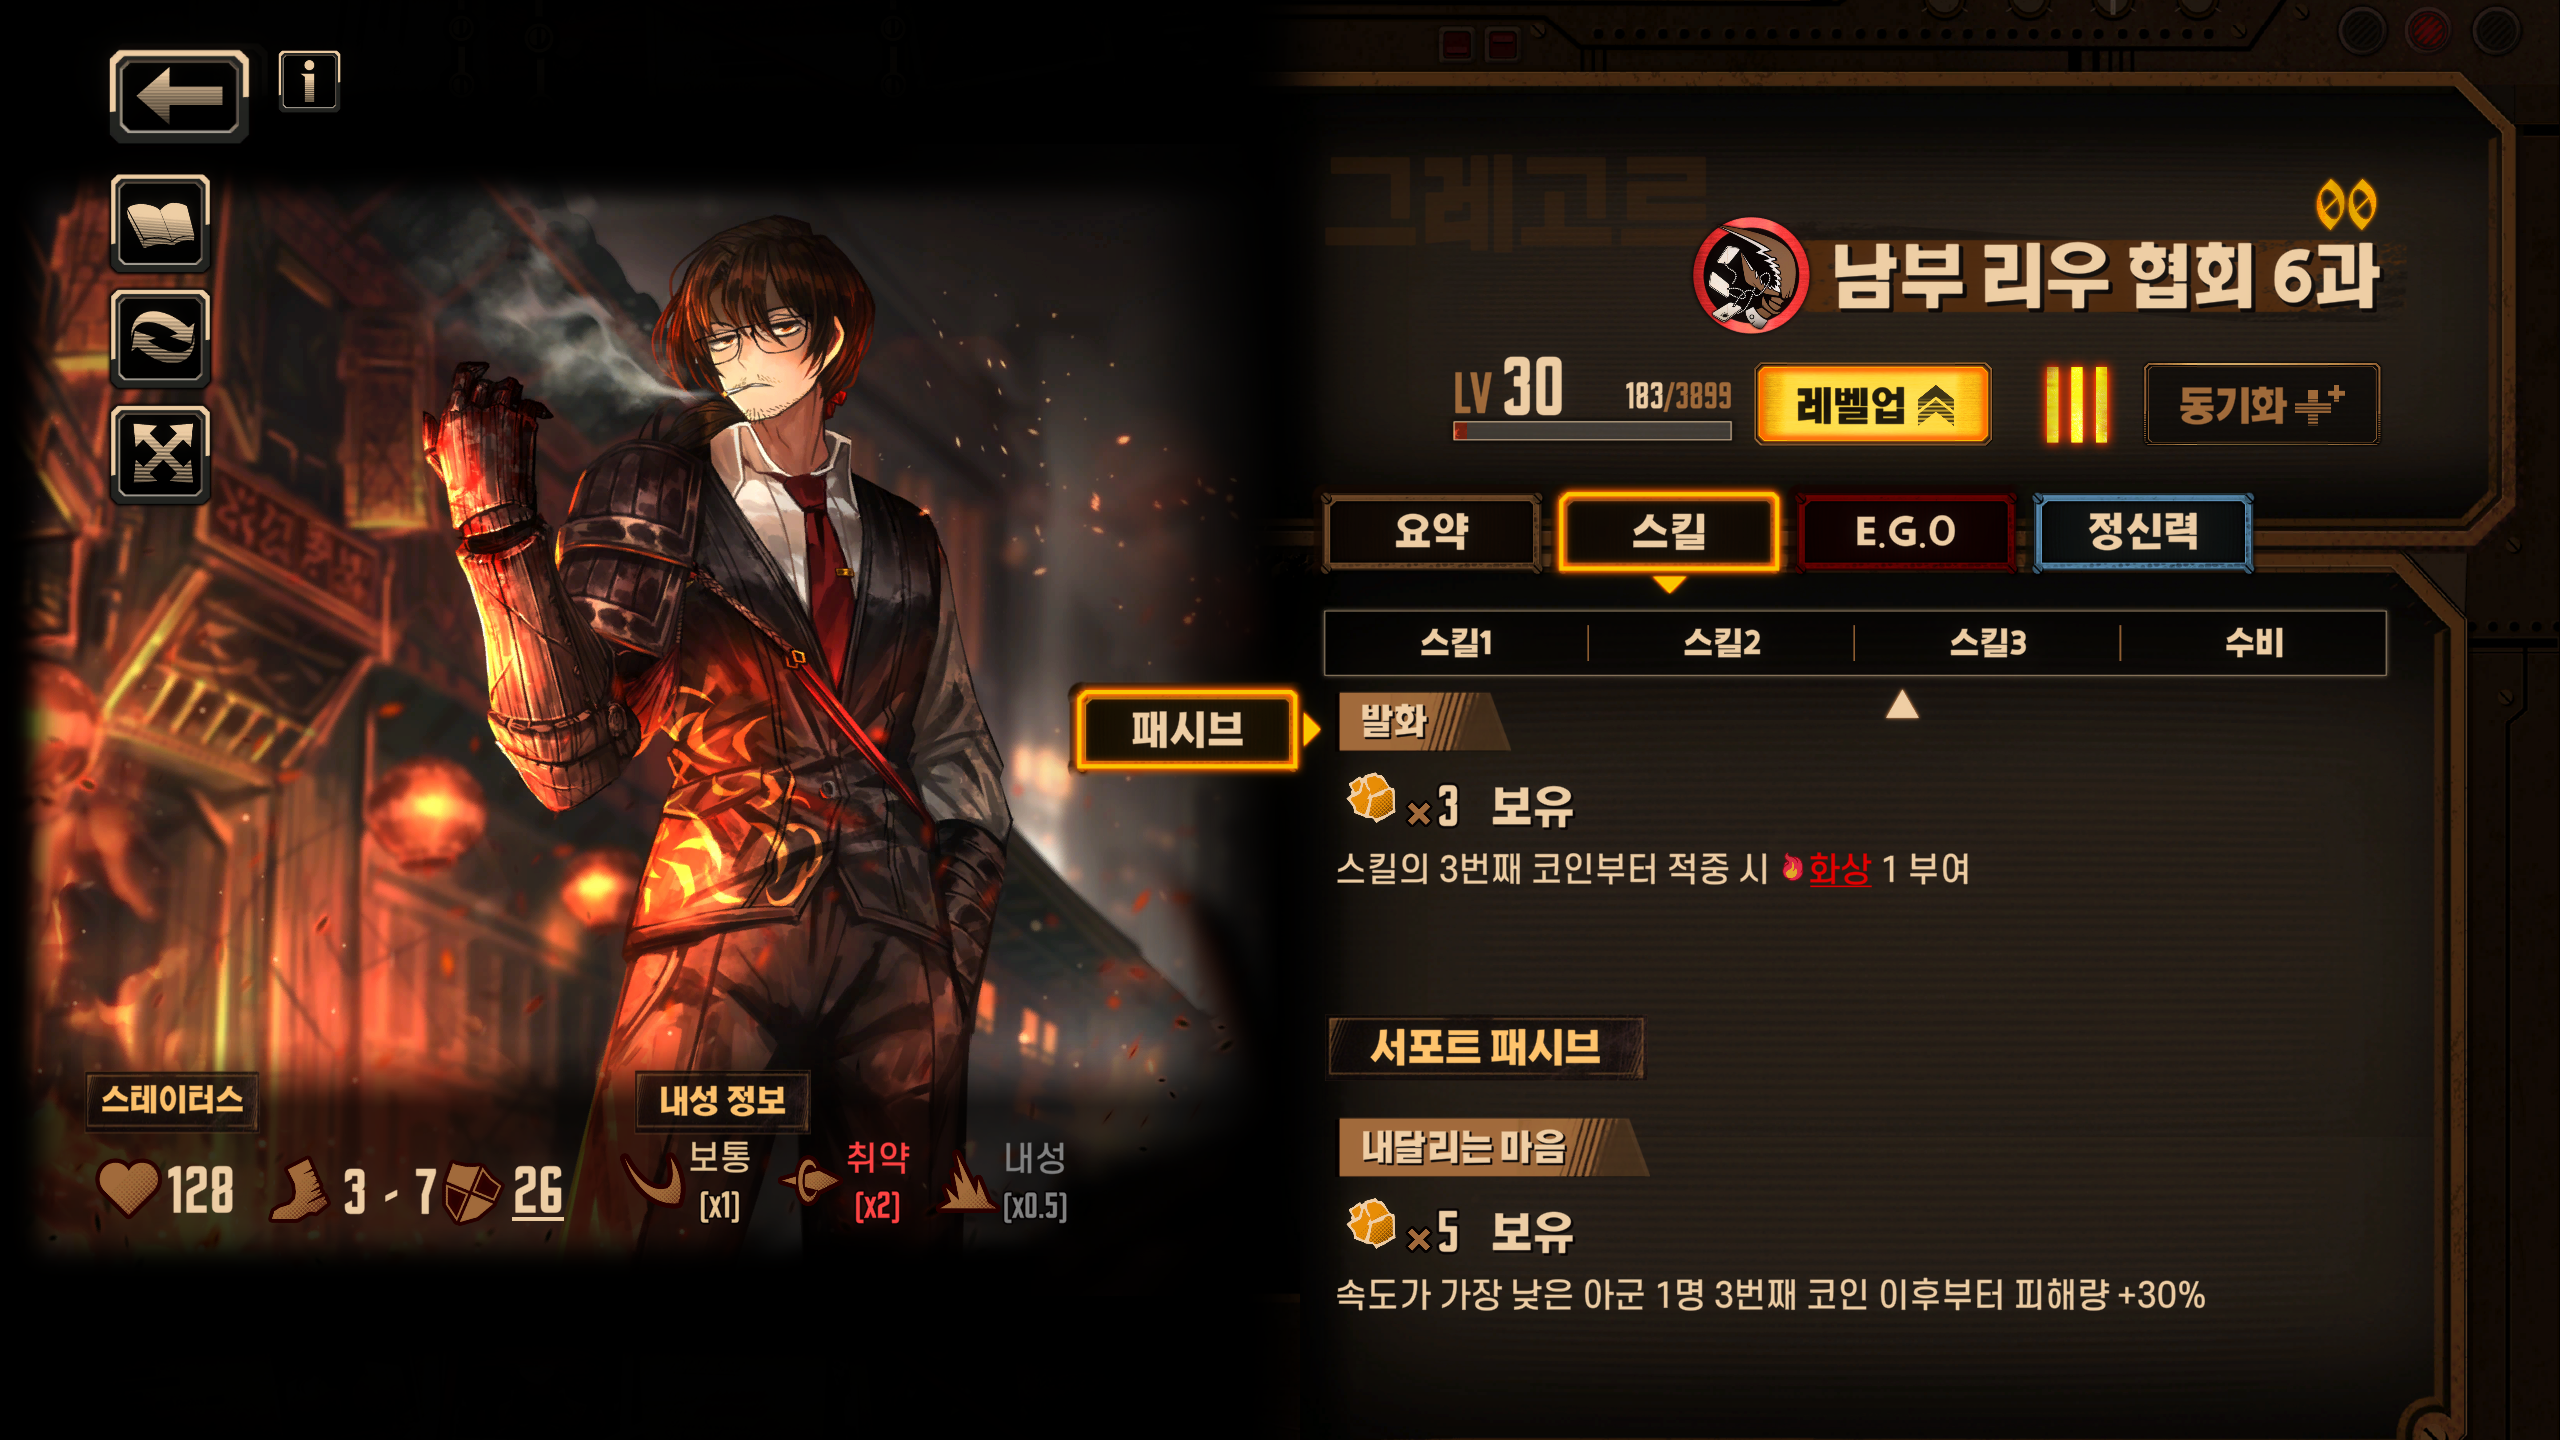 그레고르
남부 리우 협회 6과
LV 30
183/3899
레벨업
동기화
요약
스킬
E.G.O
정신력
스킬1
스킬2
스킬3
수비
패시브
발화
×3 보유
스킬의 3번째 코인부터 적중 시 화상 1 부여
서포트 패시브
내달리는 마음
×5 보유
속도가 가장 낮은 아군 1명 3번째 코인 이후부터 피해량 +30%
스테이터스
128
3 - 7
26
내성 정보
보통
[x1]
취약
[x2]
내성
[x0.5]